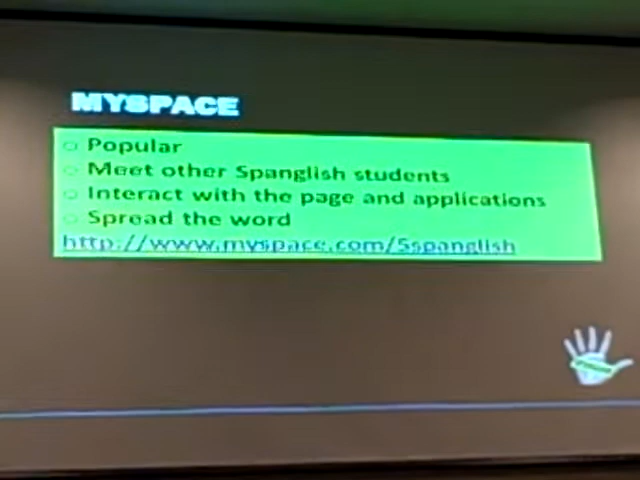 MYSPACE
Popular
Meet other Spanglish students
Interact with the page and applications
Spread the word
http://www.myspace.com/5spanglish